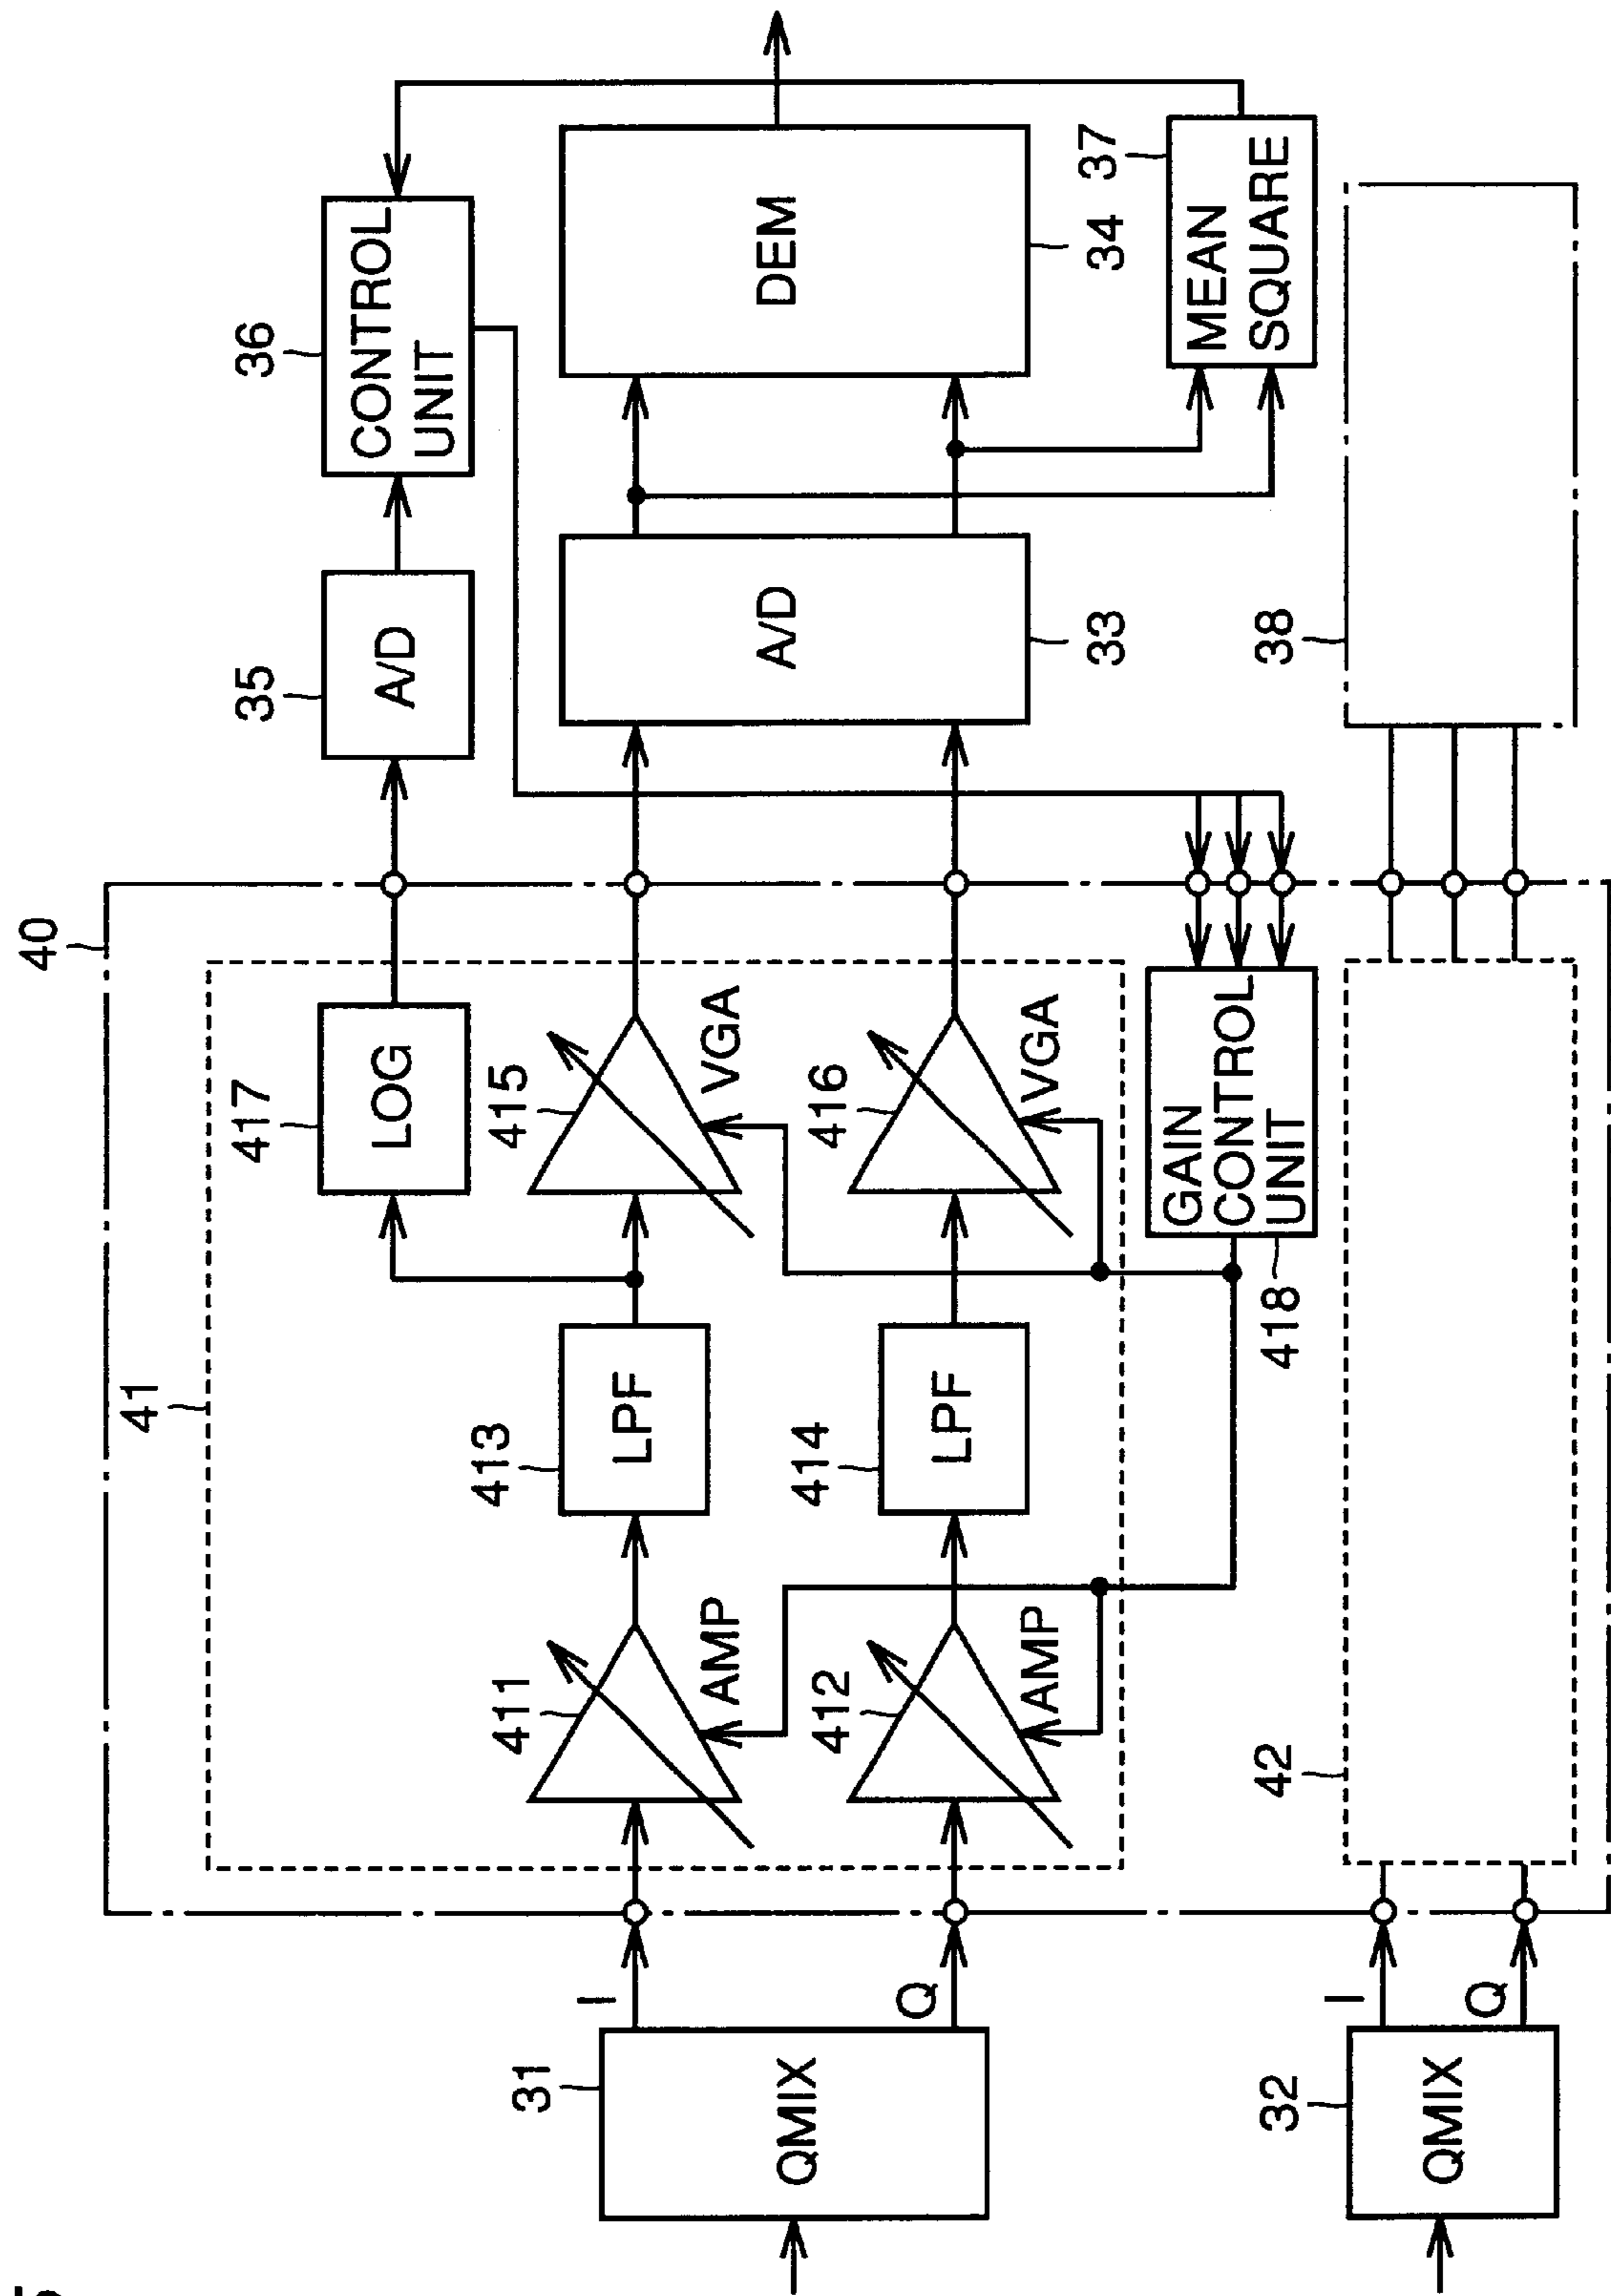 40
41
36
CONTROL
UNIT
35
A/D
417
LOG
37
MEAN
SQUARE
DEM
34
A/D
33
415
VGA
413
LPF
411
AMP
416
VGA
414
LPF
412
AMP
GAIN
CONTROL
UNIT
418
I
Q
31
QMIX
38
42
I
Q
32
QMIX